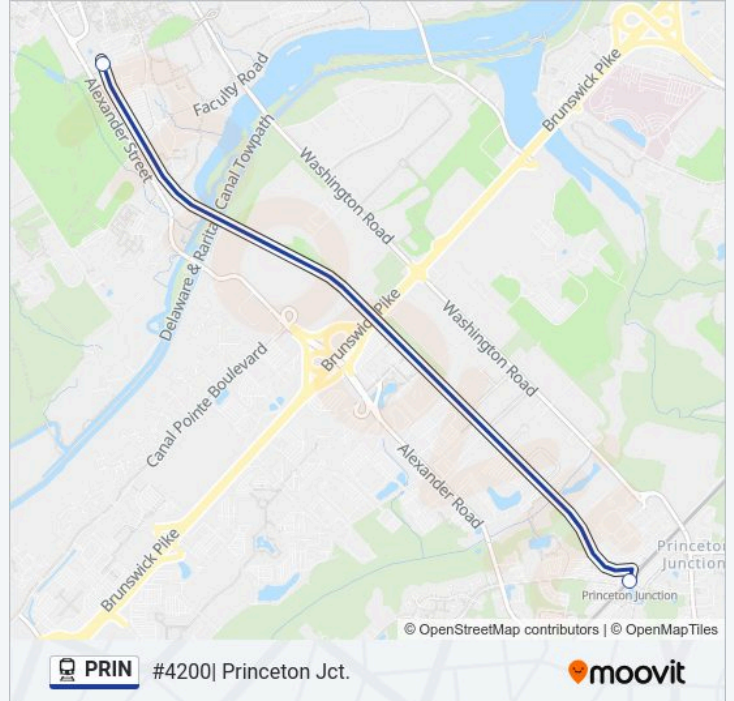 Faculty Road
Alexander Street
Brunswick Pike
Delaware & Raritan Canal Towpath
Washington Road
Brunswick Pike
Washington Road
Canal Pointe Boulevard
Alexander Road
Brunswick Pike
Princeton
Junction
Princeton Junction
© OpenStreetMap contributors | © OpenMapTiles
PRIN #4200| Princeton Jct.
moovit